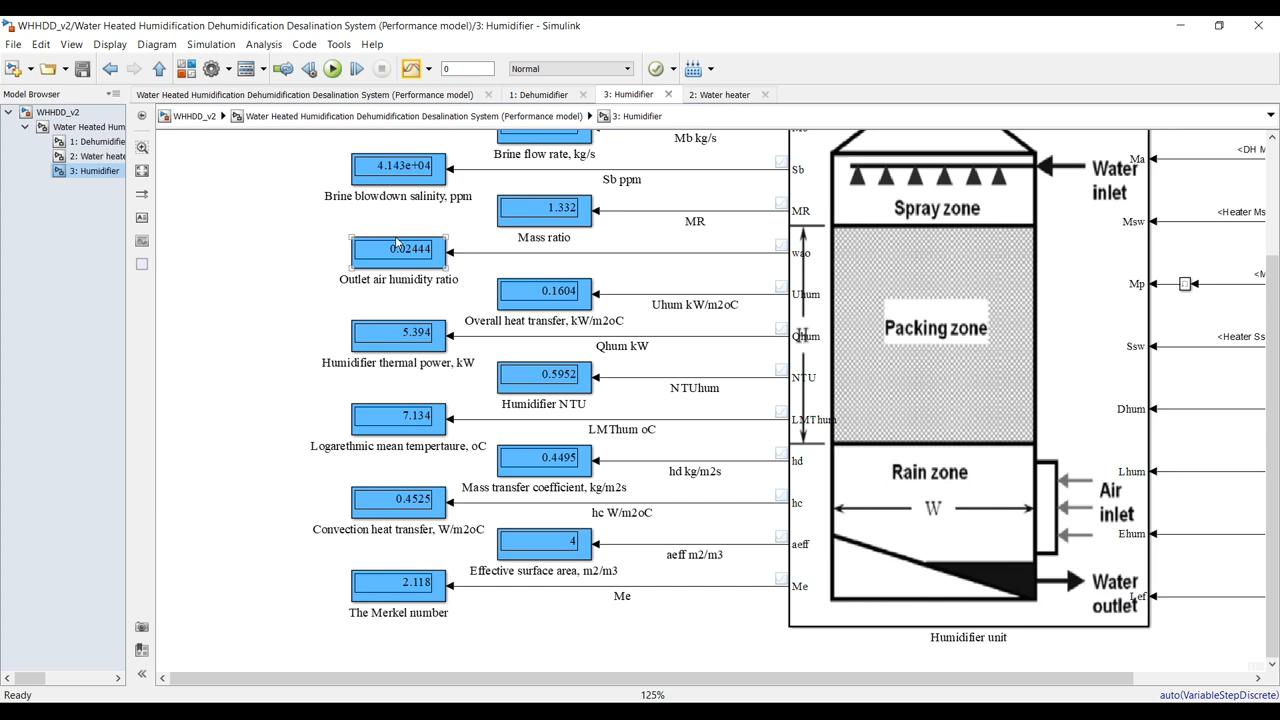 WHHDD_v2/Water Heated Humidification Dehumidification Desalination System (Performance model)/3: Humidifier - Simulink
File Edit View Display Diagram Simulation Analysis Code Tools Help
0
Normal
Model Browser
Water Heated Humidification Dehumidification Desalination System (Performance model)
1: Dehumidifier
3: Humidifier
2: Water heater
WHHDD_v2
Water Heated Hum
1: Dehumidifie
2: Water heate
3: Humidifier
WHHDD_v2 Water Heated Humidification Dehumidification Desalination System (Performance model) 3: Humidifier
Mb kg/s
Brine flow rate, kg/s
4.143e+04
Sb ppm
Sb
Brine blowdown salinity, ppm
1.332
MR
MR
Mass ratio
0.02444
wao
Outlet air humidity ratio
0.1604
Uhum kW/m2oC
Uhum
Overall heat transfer, kW/m2oC
5.394
Qhum kW
Qhum
Humidifier thermal power, kW
0.5952
NTUhum
NTU
Humidifier NTU
7.134
LMThum oC
LMThum
Logarethmic mean tempertaure, oC
0.4495
hd kg/m2s
hd
Mass transfer coefficient, kg/m2s
0.4525
hc W/m2oC
hc
Convection heat transfer, W/m2oC
4
aeff m2/m3
aeff
Effective surface area, m2/m3
2.118
Me
Me
The Merkel number
Water
inlet
Spray zone
Packing zone
H
Rain zone
W
Air
inlet
Water
outlet
Humidifier unit
Ma
<DH M
Msw
<Heater Ms
Mp
<M
Ssw
<Heater Ss
Dhum
Lhum
Ehum
Ready
125%
auto(VariableStepDiscrete)